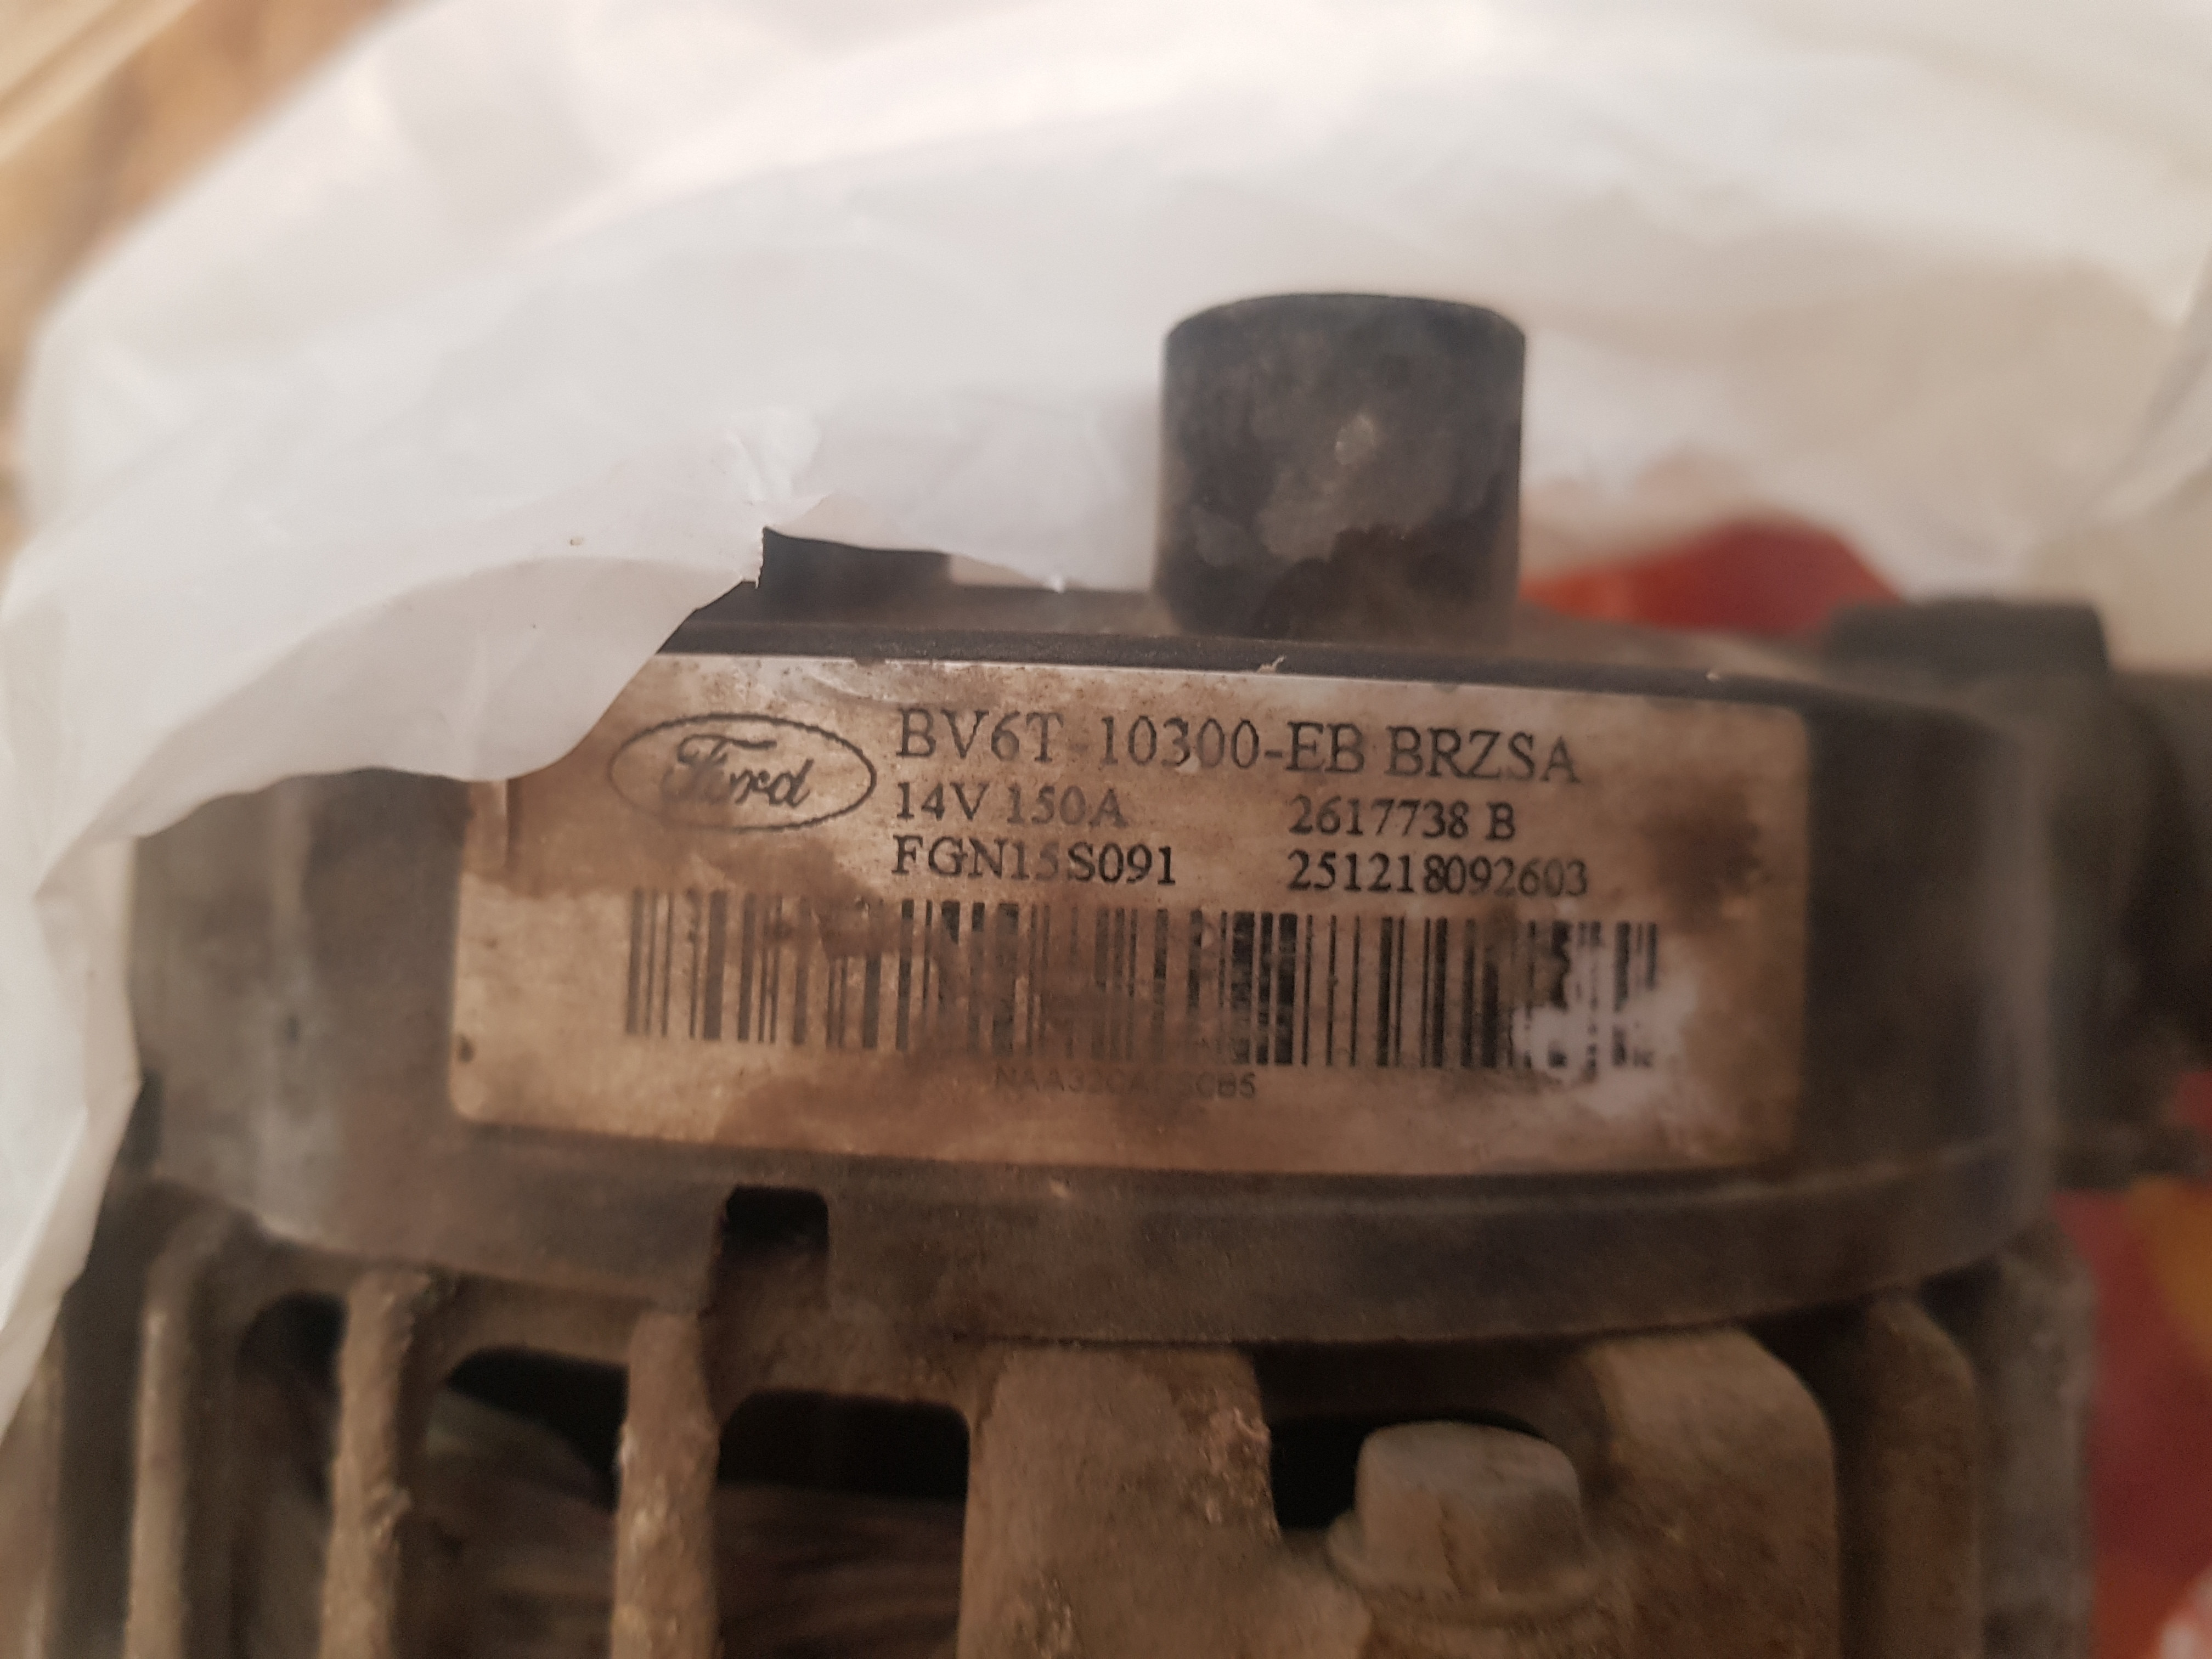 Ford
BV6T 10300-EB BRZSA
14V 150A 2617738 B
FGN15S091 251218092603